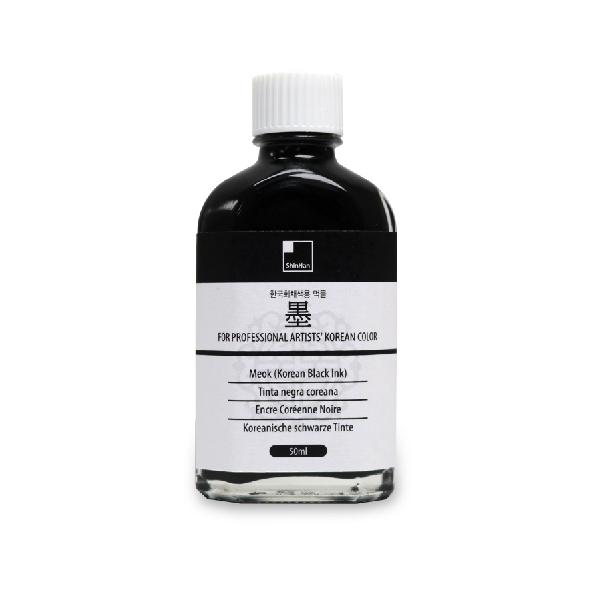 ShinHan
한국화채색용 먹물
墨
FOR PROFESSIONAL ARTISTS' KOREAN COLOR
Meok (Korean Black Ink)
Tinta negra coreana
Encre Coréenne Noire
Koreanische schwarze Tinte
50ml